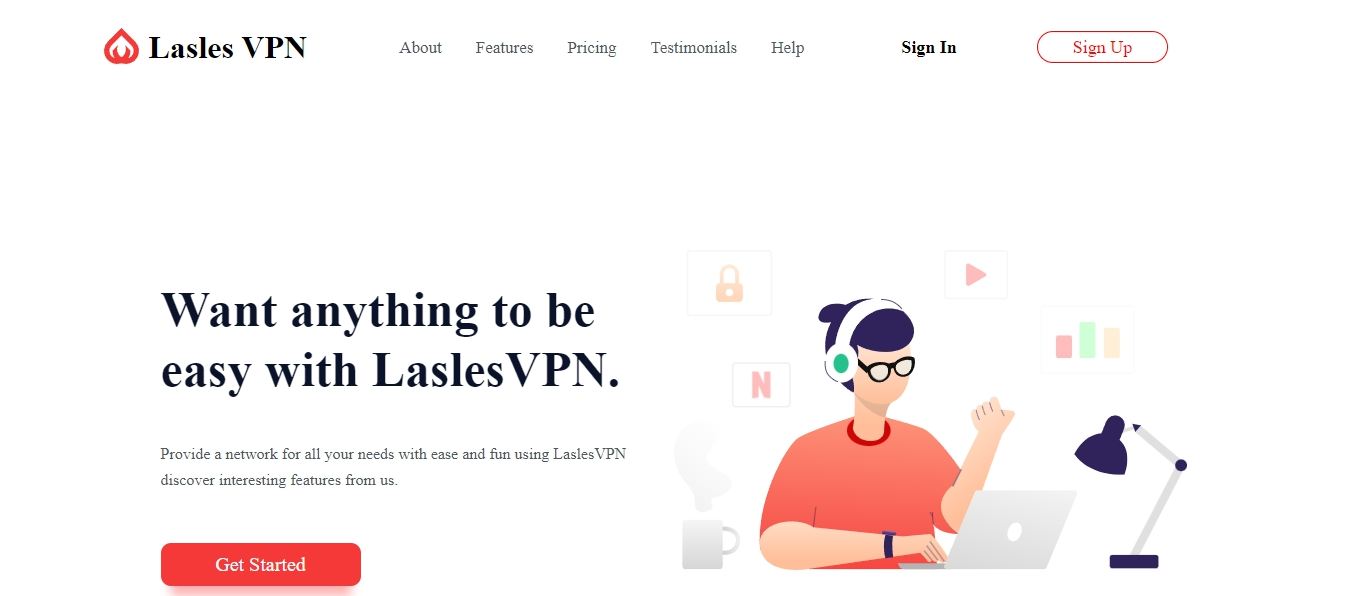 Lasles VPN About Features Pricing Testimonials Help Sign In Sign Up
Want anything to be
easy with LaslesVPN.
Provide a network for all your needs with ease and fun using LaslesVPN
discover interesting features from us.
Get Started
N